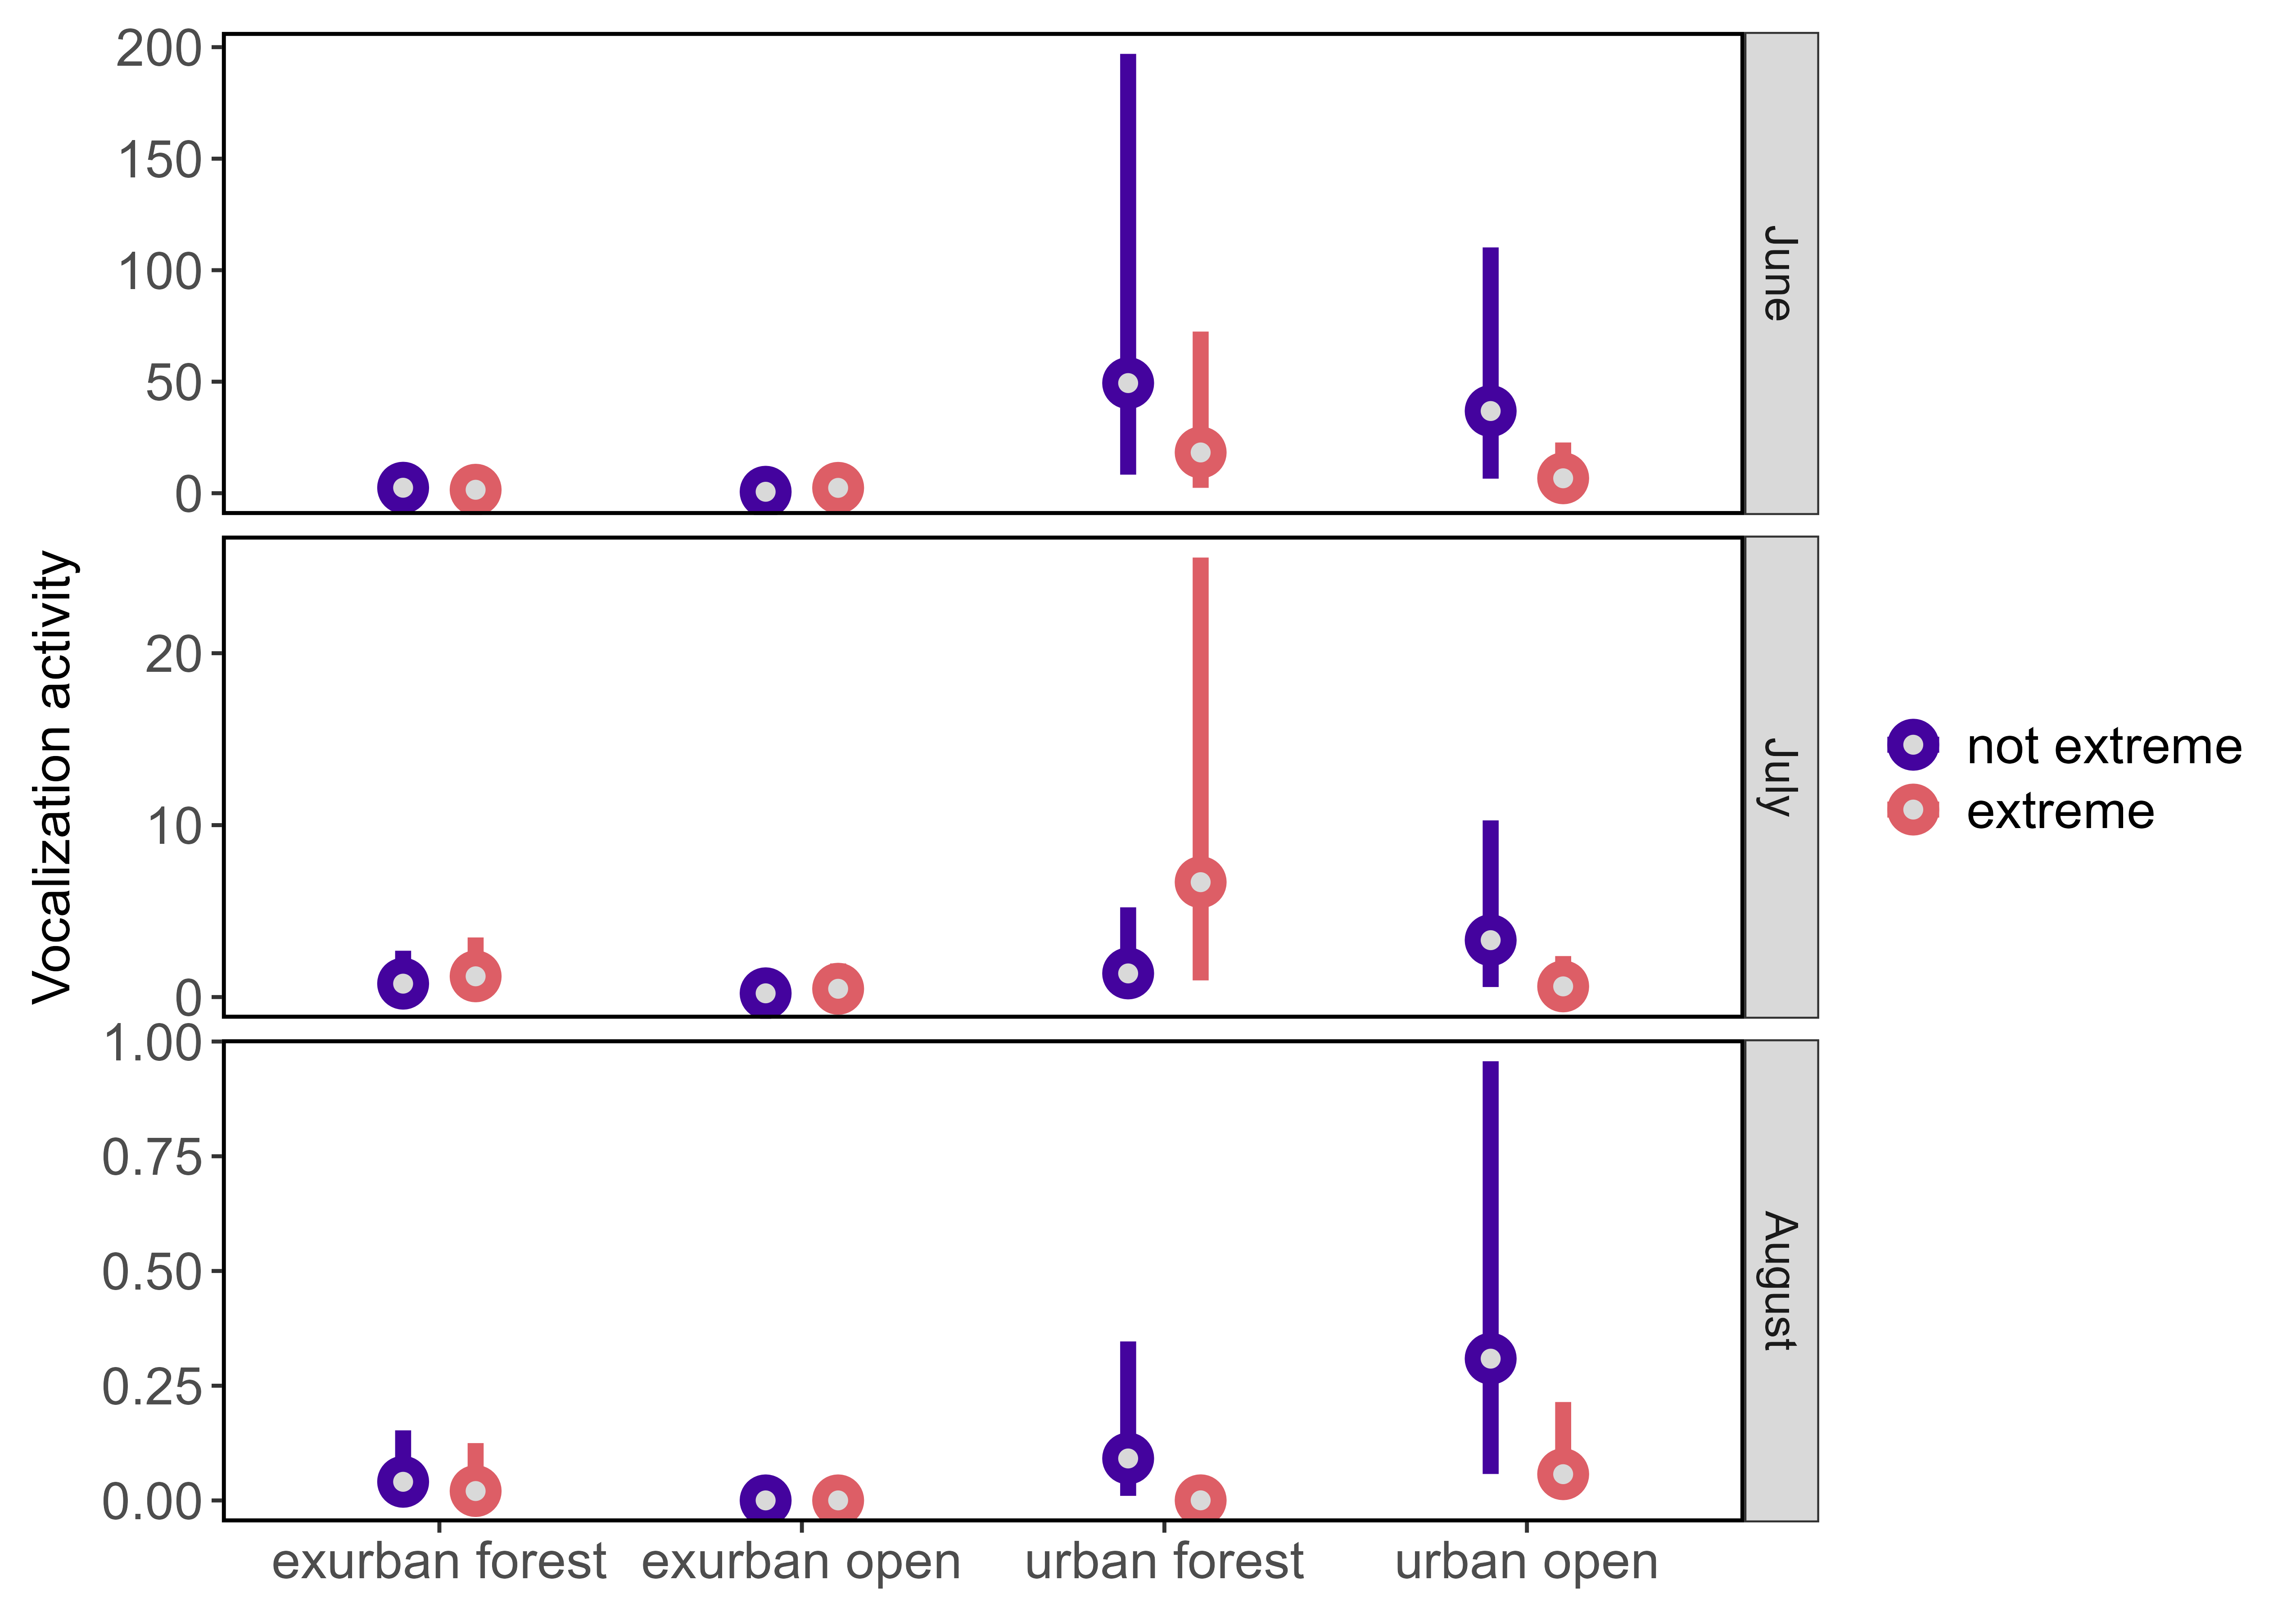 Vocalization activity
200
150
100
50
0
June
20
10
0
July
1.00
0.75
0.50
0.25
0.00
August
exurban forest exurban open urban forest urban open
not extreme
extreme